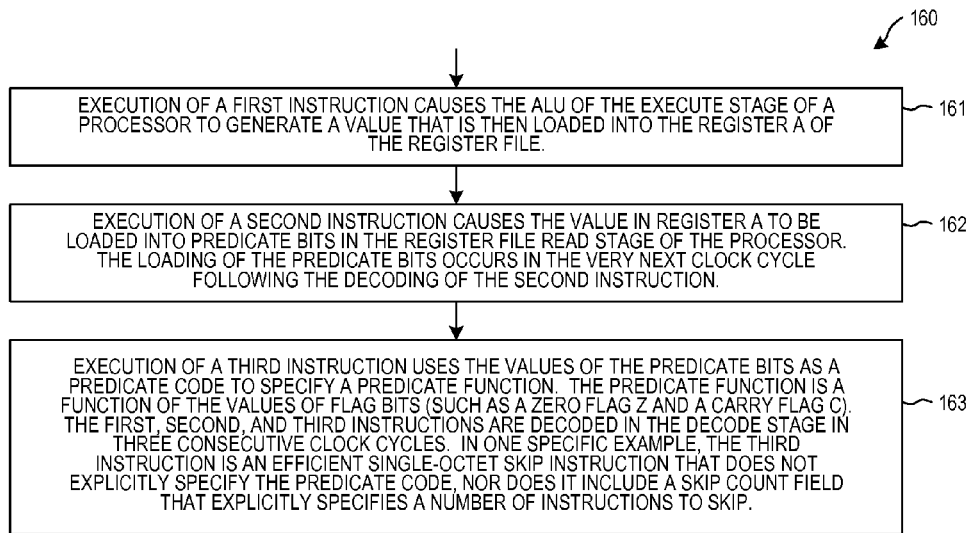 160
EXECUTION OF A FIRST INSTRUCTION CAUSES THE ALU OF THE EXECUTE STAGE OF A
PROCESSOR TO GENERATE A VALUE THAT IS THEN LOADED INTO THE REGISTER A OF
THE REGISTER FILE.
161
EXECUTION OF A SECOND INSTRUCTION CAUSES THE VALUE IN REGISTER A TO BE
LOADED INTO PREDICATE BITS IN THE REGISTER FILE READ STAGE OF THE PROCESSOR.
THE LOADING OF THE PREDICATE BITS OCCURS IN THE VERY NEXT CLOCK CYCLE
FOLLOWING THE DECODING OF THE SECOND INSTRUCTION.
162
EXECUTION OF A THIRD INSTRUCTION USES THE VALUES OF THE PREDICATE BITS AS A
PREDICATE CODE TO SPECIFY A PREDICATE FUNCTION. THE PREDICATE FUNCTION IS A
FUNCTION OF THE VALUES OF FLAG BITS (SUCH AS A ZERO FLAG Z AND A CARRY FLAG C).
THE FIRST, SECOND, AND THIRD INSTRUCTIONS ARE DECODED IN THE DECODE STAGE IN
THREE CONSECUTIVE CLOCK CYCLES. IN ONE SPECIFIC EXAMPLE, THE THIRD
INSTRUCTION IS AN EFFICIENT SINGLE-OCTET SKIP INSTRUCTION THAT DOES NOT
EXPLICITLY SPECIFY THE PREDICATE CODE, NOR DOES IT INCLUDE A SKIP COUNT FIELD
THAT EXPLICITLY SPECIFIES A NUMBER OF INSTRUCTIONS TO SKIP.
163